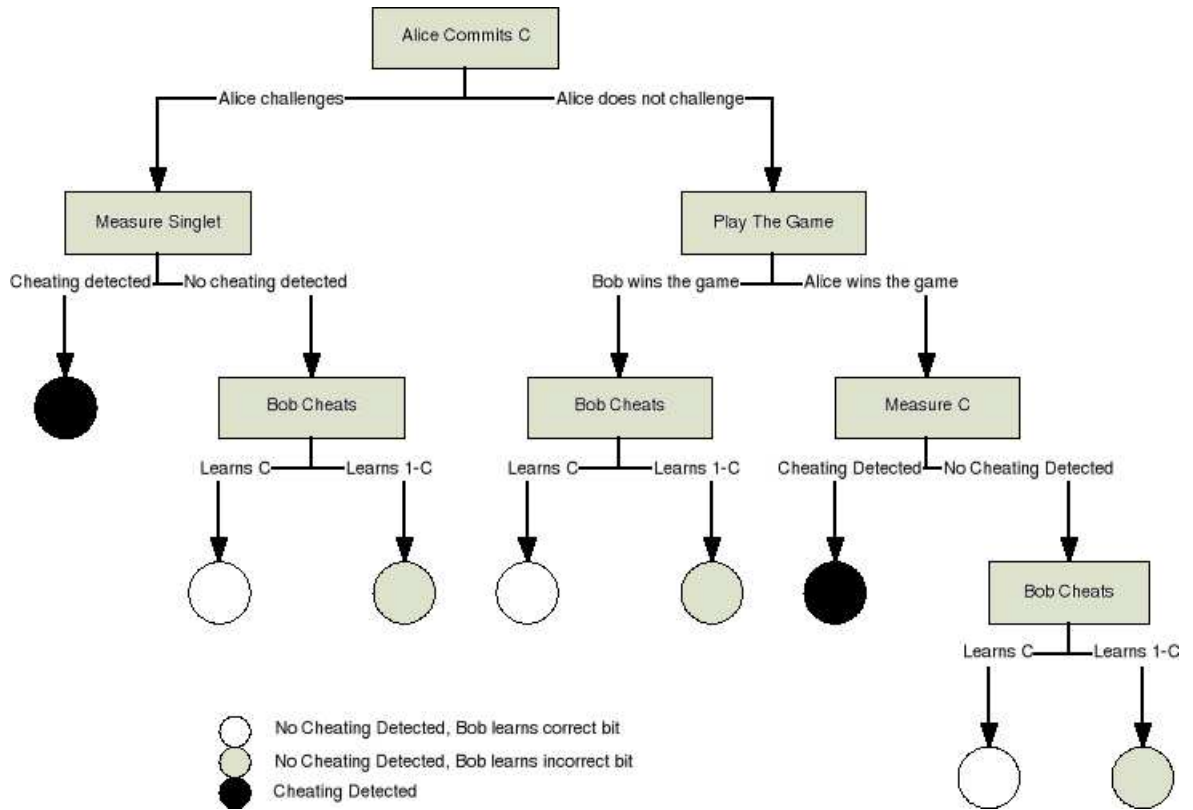 Alice Commits C
Alice challenges
Alice does not challenge
Measure Singlet
Play The Game
Cheating detected
No cheating detected
Bob wins the game
Alice wins the game
Bob Cheats
Bob Cheats
Measure C
Learns C
Learns 1-C
Learns C
Learns 1-C
Cheating Detected
No Cheating Detected
Bob Cheats
Learns C
Learns 1-C
No Cheating Detected, Bob learns correct bit
No Cheating Detected, Bob learns incorrect bit
Cheating Detected